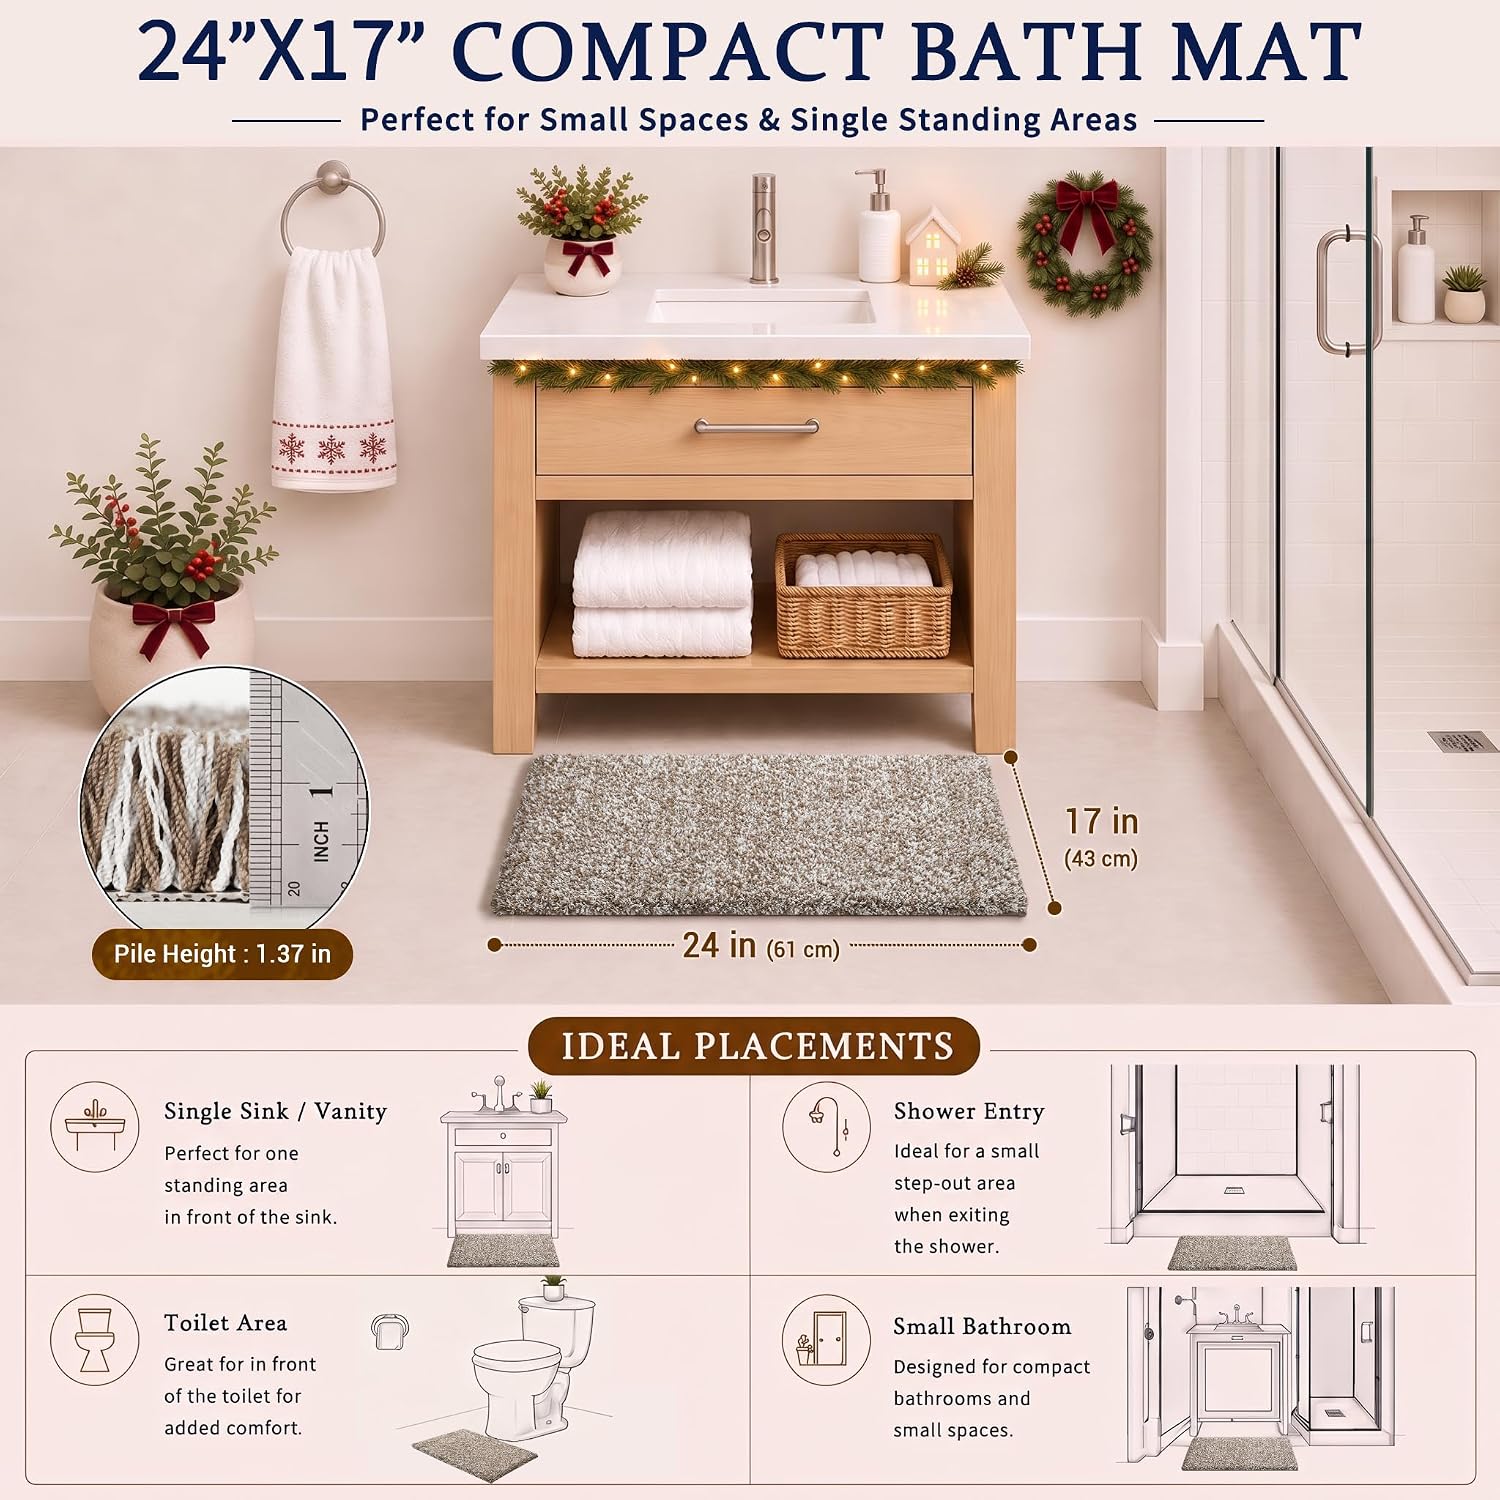 24”X17” COMPACT BATH MAT
Perfect for Small Spaces & Single Standing Areas
1
INCH
20
Pile Height : 1.37 in
17 in
(43 cm)
24 in (61 cm)
IDEAL PLACEMENTS
Single Sink / Vanity
Perfect for one
standing area
in front of the sink.
Shower Entry
Ideal for a small
step-out area
when exiting
the shower.
Toilet Area
Great for in front
of the toilet for
added comfort.
Small Bathroom
Designed for compact
bathrooms and
small spaces.